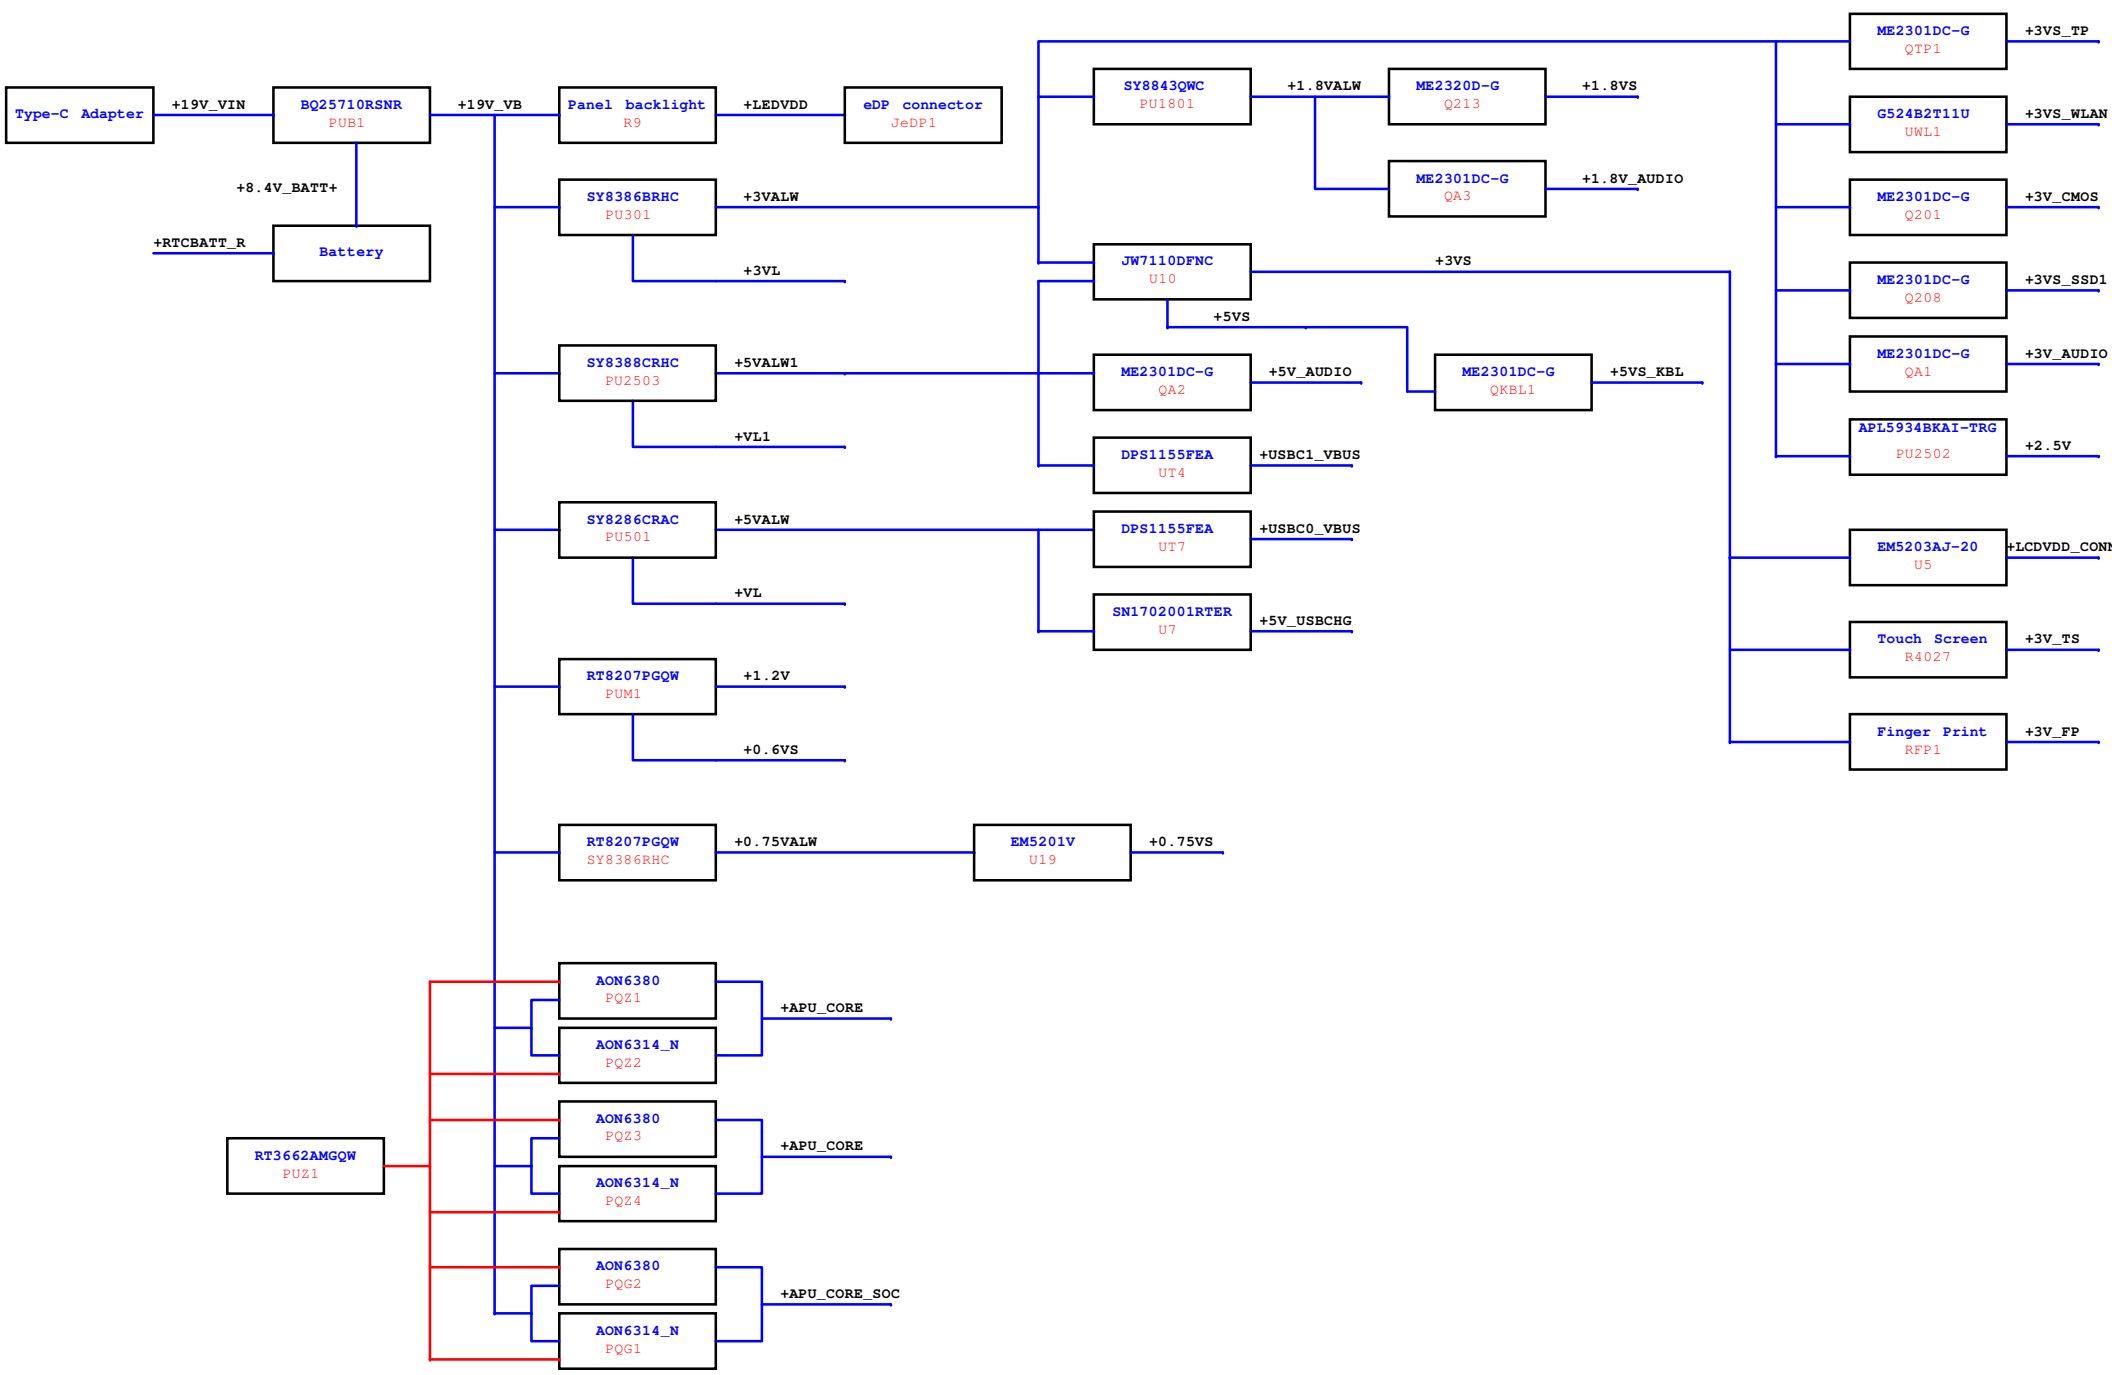 Type-C Adapter
+19V_VIN
BQ25710RSNR
PUB1
+19V_VB
+8.4V_BATT+
+RTCBATT_R
Battery
Panel backlight
R9
+LEDVDD
eDP connector
JeDP1
SY8386BRHC
PU301
+3VALW
+3VL
SY8388CRHC
PU2503
+5VALW1
+VL1
SY8286CRAC
PU501
+5VALW
+VL
RT8207PGQW
PUM1
+1.2V
+0.6VS
RT8207PGQW
SY8386RHC
+0.75VALW
EM5201V
U19
+0.75VS
SY8843QWC
PU1801
+1.8VALW
ME2320D-G
Q213
+1.8VS
ME2301DC-G
QA3
+1.8V_AUDIO
JW7110DFNC
U10
+3VS
+5VS
ME2301DC-G
QA2
+5V_AUDIO
ME2301DC-G
QKBL1
+5VS_KBL
DPS1155FEA
UT4
+USBC1_VBUS
DPS1155FEA
UT7
+USBC0_VBUS
SN1702001RTER
U7
+5V_USBCHG
ME2301DC-G
QTP1
+3VS_TP
G524B2T11U
UWL1
+3VS_WLAN
ME2301DC-G
Q201
+3V_CMOS
ME2301DC-G
Q208
+3VS_SSD1
ME2301DC-G
QA1
+3V_AUDIO
APL5934BKAI-TRG
PU2502
+2.5V
EM5203AJ-20
U5
+LCDVDD_CONN
Touch Screen
R4027
+3V_TS
Finger Print
RFP1
+3V_FP
RT3662AMGQW
PUZ1
AON6380
PQZ1
AON6314_N
PQZ2
+APU_CORE
AON6380
PQZ3
AON6314_N
PQZ4
+APU_CORE
AON6380
PQG2
AON6314_N
PQG1
+APU_CORE_SOC